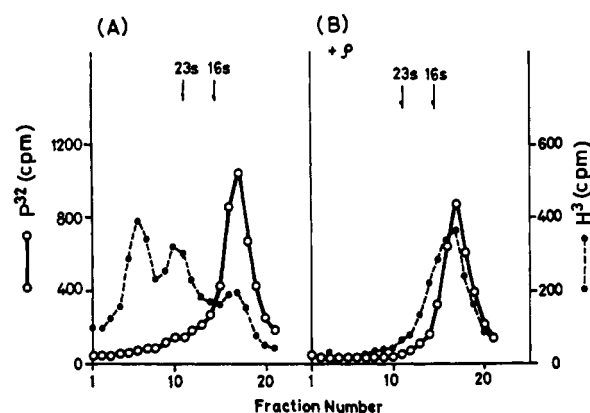 (A)
(B)
+ ρ
23s 16s
23s 16s
1200
800
400
0
600
400
200
0
P³² (cpm)
H³ (cpm)
1 10 20
1 10 20
Fraction Number